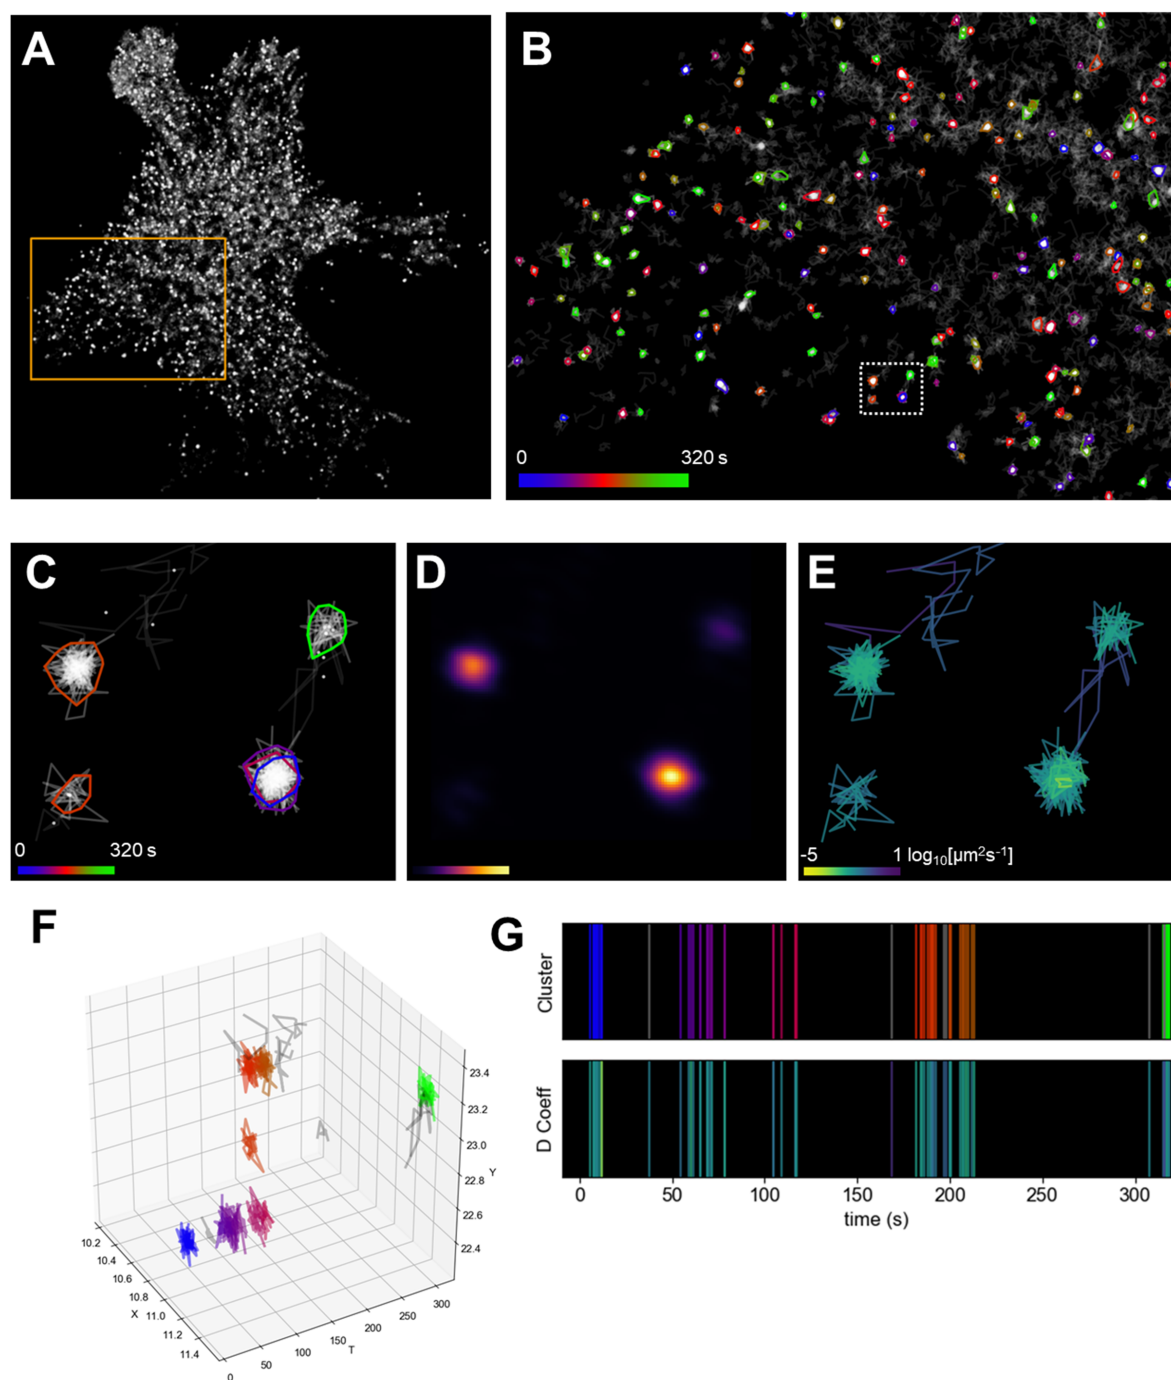 A
B
0 320 s
C
0 320 s
D
E
-5 1 log₁₀[µm²s⁻¹]
F
23.4
23.2
23.0
Y
22.8
22.6
22.4
10.2
10.4
10.6
10.8
X 11.0
11.2
11.4
0 50 100 150 200 250 300
T
G
Cluster
D Coeff
0 50 100 150 200 250 300
time (s)